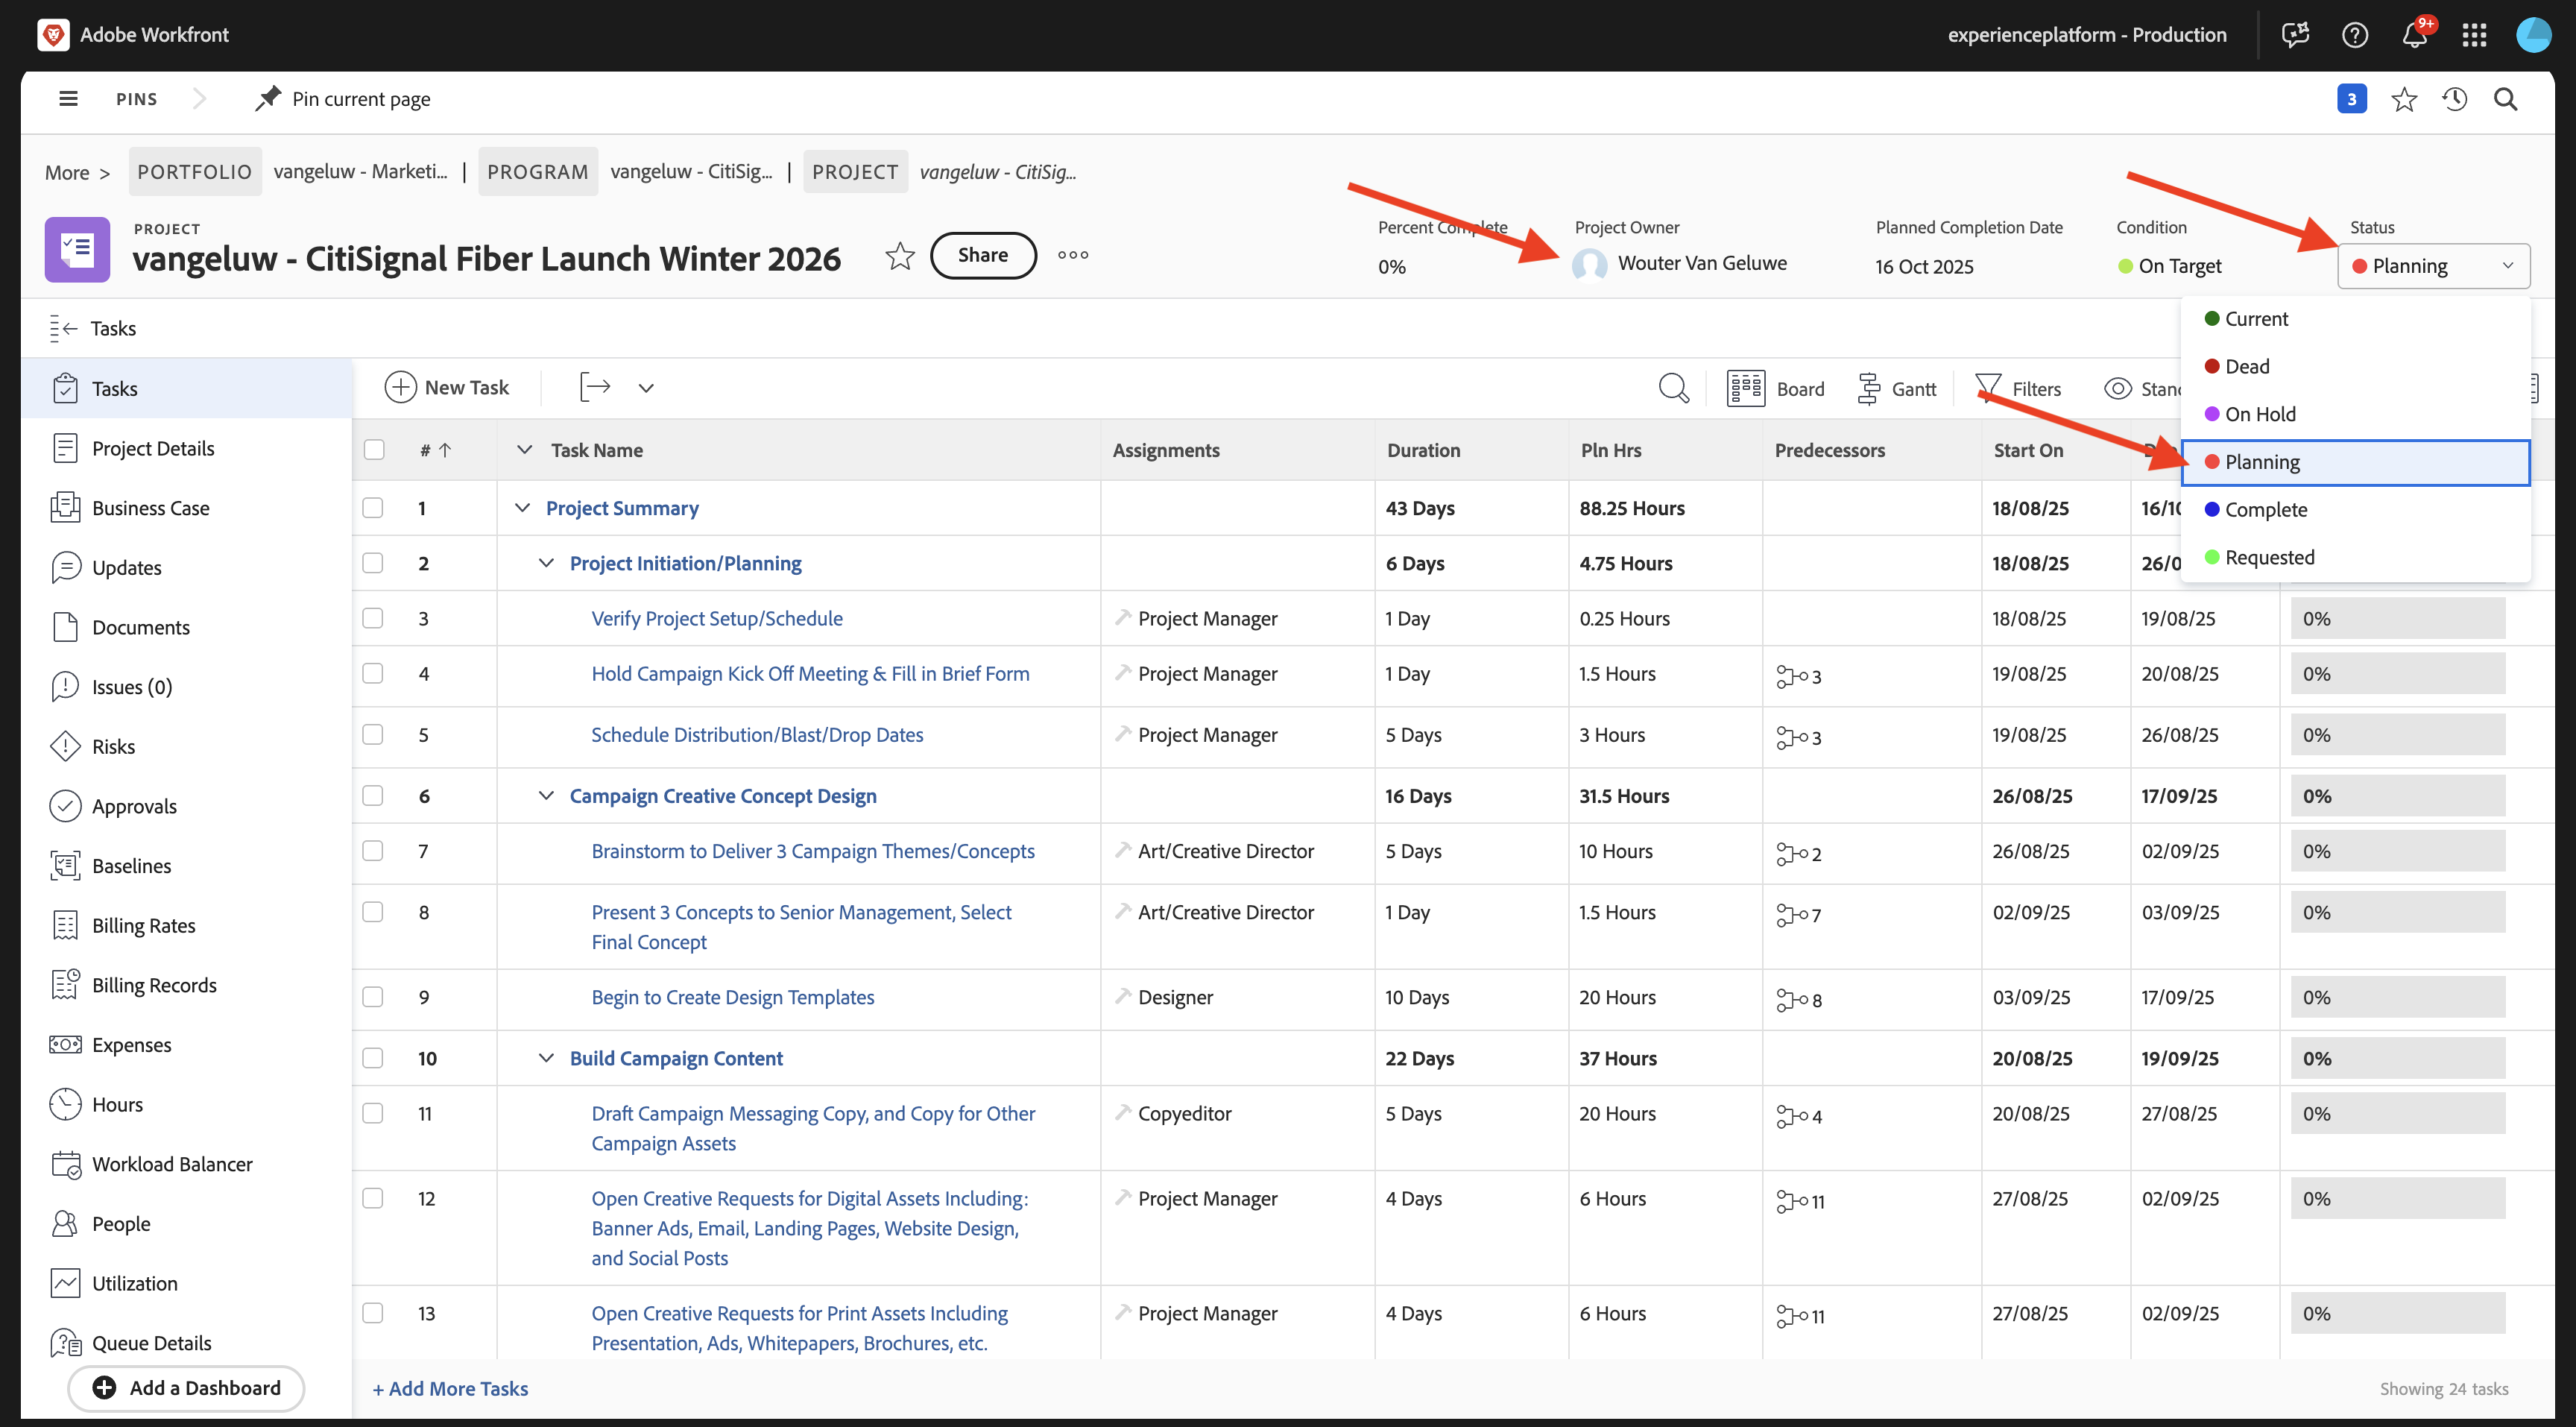 Adobe Workfront
experienceplatform - Production
9+
PINS
Pin current page
3
More >
PORTFOLIO
vangeluw - Marketi...
|
PROGRAM
vangeluw - CitiSig...
|
PROJECT
vangeluw - CitiSig...
PROJECT
vangeluw - CitiSignal Fiber Launch Winter 2026
Share
Percent Complete
0%
Project Owner
Wouter Van Geluwe
Planned Completion Date
16 Oct 2025
Condition
On Target
Status
Planning
Current
Dead
On Hold
Planning
Complete
Requested
Tasks
Tasks
Project Details
Business Case
Updates
Documents
Issues (0)
Risks
Approvals
Baselines
Billing Rates
Billing Records
Expenses
Hours
Workload Balancer
People
Utilization
Queue Details
Add a Dashboard
New Task
Board
Gantt
Filters
# Task Name Assignments Duration Pln Hrs Predecessors Start On
1 Project Summary 43 Days 88.25 Hours 18/08/25
2 Project Initiation/Planning 6 Days 4.75 Hours 18/08/25
3 Verify Project Setup/Schedule Project Manager 1 Day 0.25 Hours 18/08/25 19/08/25 0%
4 Hold Campaign Kick Off Meeting & Fill in Brief Form Project Manager 1 Day 1.5 Hours 3 19/08/25 20/08/25 0%
5 Schedule Distribution/Blast/Drop Dates Project Manager 5 Days 3 Hours 3 19/08/25 26/08/25 0%
6 Campaign Creative Concept Design 16 Days 31.5 Hours 26/08/25 17/09/25 0%
7 Brainstorm to Deliver 3 Campaign Themes/Concepts Art/Creative Director 5 Days 10 Hours 2 26/08/25 02/09/25 0%
8 Present 3 Concepts to Senior Management, Select Art/Creative Director 1 Day 1.5 Hours 7 02/09/25 03/09/25 0%
Final Concept
9 Begin to Create Design Templates Designer 10 Days 20 Hours 8 03/09/25 17/09/25 0%
10 Build Campaign Content 22 Days 37 Hours 20/08/25 19/09/25 0%
11 Draft Campaign Messaging Copy, and Copy for Other Copyeditor 5 Days 20 Hours 4 20/08/25 27/08/25 0%
Campaign Assets
12 Open Creative Requests for Digital Assets Including: Project Manager 4 Days 6 Hours 11 27/08/25 02/09/25 0%
Banner Ads, Email, Landing Pages, Website Design,
and Social Posts
13 Open Creative Requests for Print Assets Including Project Manager 4 Days 6 Hours 11 27/08/25 02/09/25 0%
Presentation, Ads, Whitepapers, Brochures, etc.
+ Add More Tasks
Showing 24 tasks